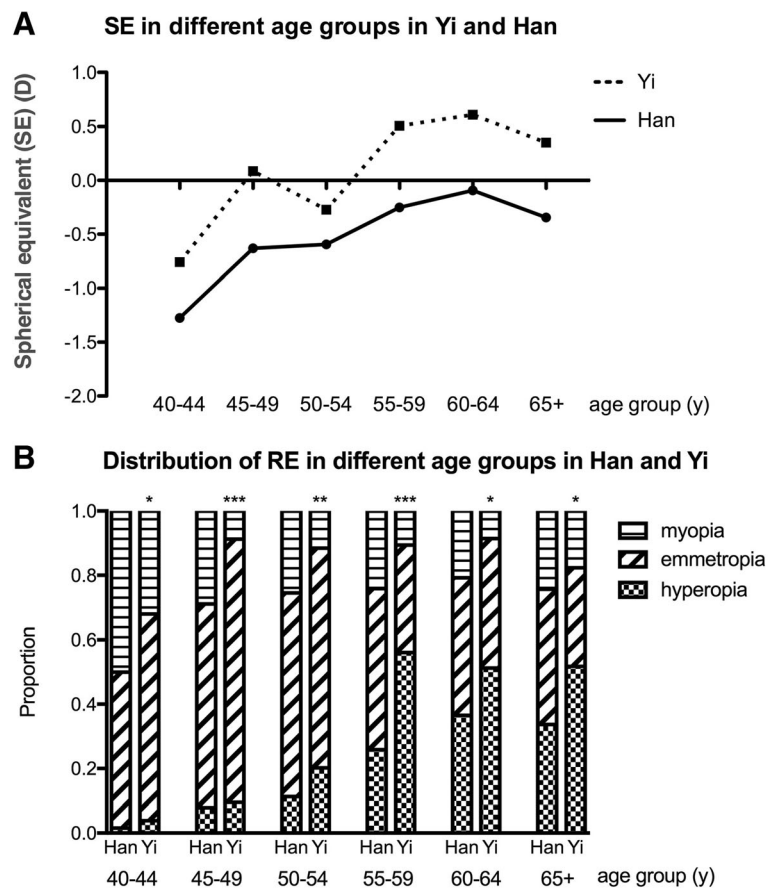 A SE in different age groups in Yi and Han
Spherical equivalent (SE) (D)
1.0
0.5
0.0
-0.5
-1.0
-1.5
-2.0
Yi
Han
40-44 45-49 50-54 55-59 60-64 65+ age group (y)
B Distribution of RE in different age groups in Han and Yi
* *** ** *** * *
Proportion
1.0
0.8
0.6
0.4
0.2
0.0
myopia
emmetropia
hyperopia
Han Yi Han Yi Han Yi Han Yi Han Yi Han Yi
40-44 45-49 50-54 55-59 60-64 65+ age group (y)